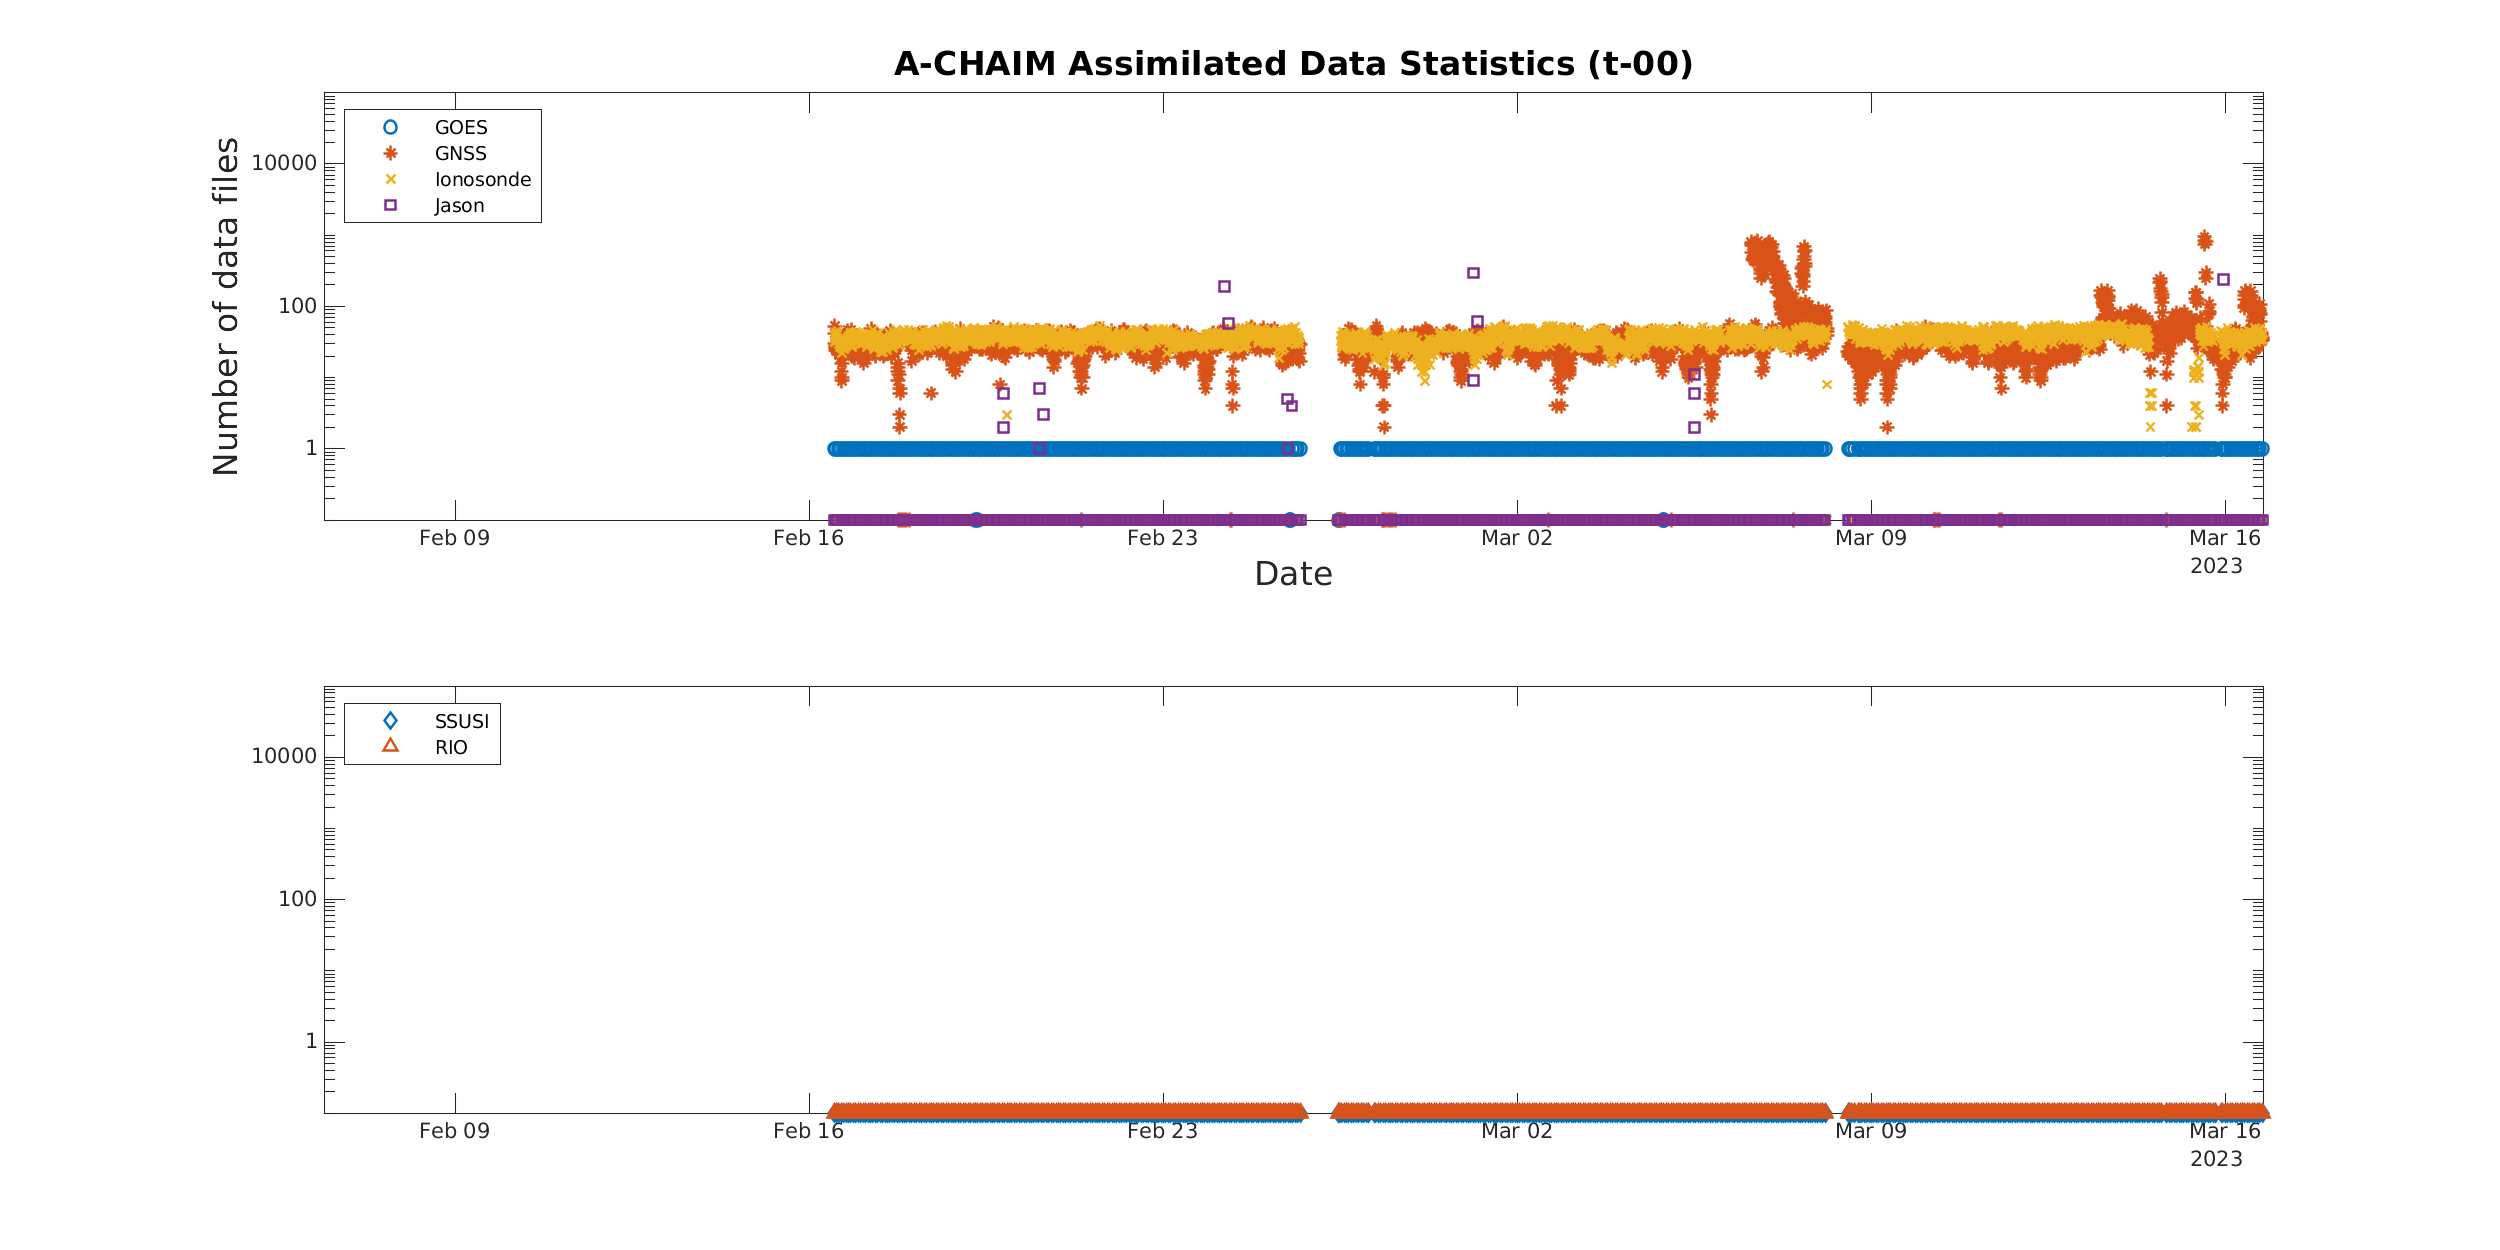 A-CHAIM Assimilated Data Statistics (t-00)
Number of data files
10000
100
1
GOES
GNSS
Ionosonde
Jason
Feb 09 Feb 16 Feb 23 Mar 02 Mar 09 Mar 16
2023
Date
10000
100
1
SSUSI
RIO
Feb 09 Feb 16 Feb 23 Mar 02 Mar 09 Mar 16
2023